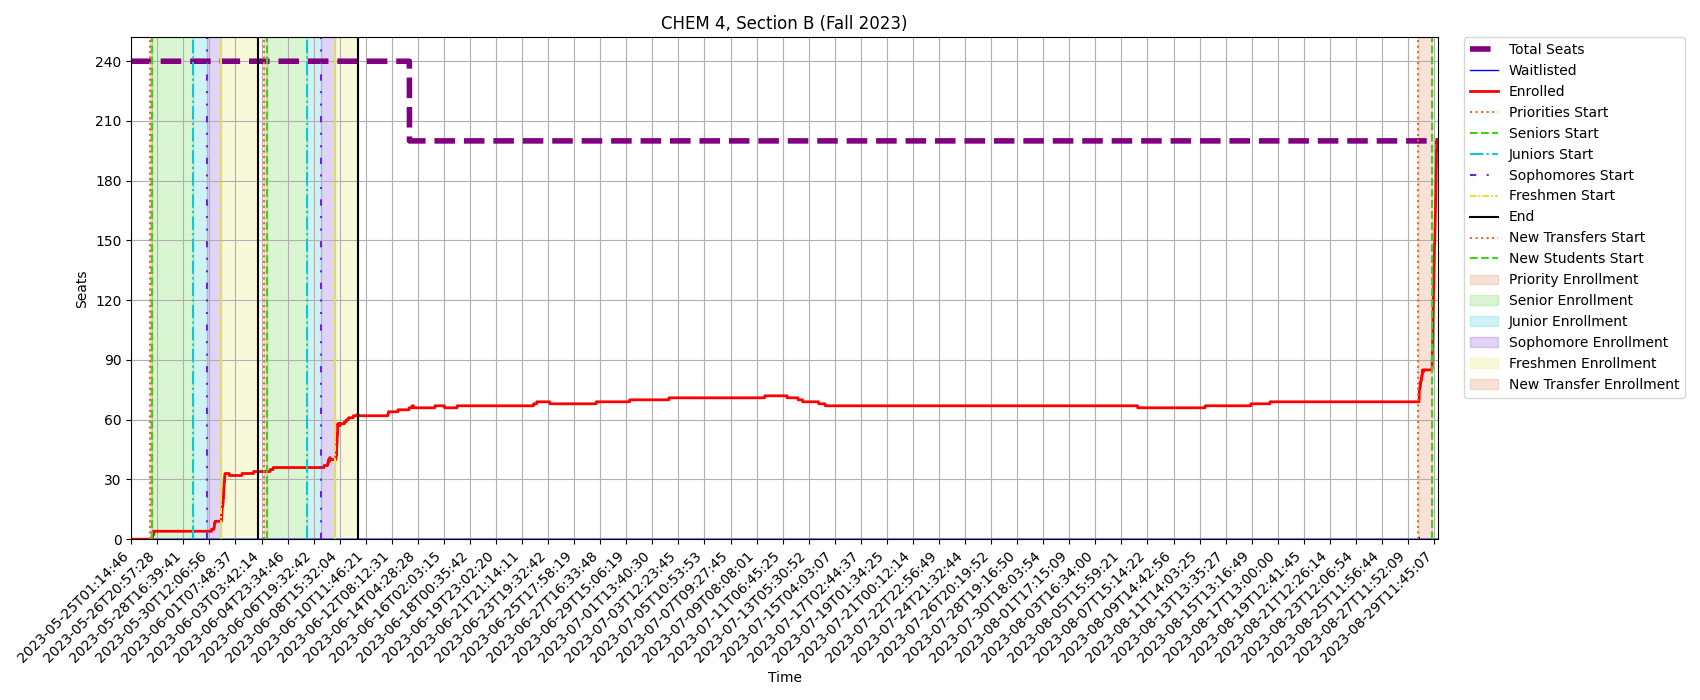 CHEM 4, Section B (Fall 2023)
Seats
240
210
180
150
120
90
60
30
0
2023-05-25T01:14:46
2023-05-26T20:57:28
2023-05-28T16:39:41
2023-05-30T12:06:56
2023-06-01T07:48:37
2023-06-03T03:42:14
2023-06-04T23:34:46
2023-06-06T19:32:42
2023-06-08T15:32:04
2023-06-10T11:46:21
2023-06-12T08:12:31
2023-06-14T04:28:28
2023-06-16T02:03:15
2023-06-18T00:35:42
2023-06-19T23:02:20
2023-06-21T21:14:11
2023-06-23T19:32:42
2023-06-25T17:58:19
2023-06-27T16:33:48
2023-06-29T15:06:19
2023-07-01T13:40:30
2023-07-03T12:23:45
2023-07-05T10:53:53
2023-07-07T09:27:45
2023-07-09T08:08:01
2023-07-11T06:45:25
2023-07-13T05:30:52
2023-07-15T04:03:07
2023-07-17T02:44:37
2023-07-19T01:34:25
2023-07-21T00:12:14
2023-07-22T22:56:49
2023-07-24T21:32:44
2023-07-26T20:19:52
2023-07-28T19:16:50
2023-07-30T18:03:54
2023-08-01T17:15:09
2023-08-03T16:34:00
2023-08-05T15:59:21
2023-08-07T15:14:22
2023-08-09T14:42:56
2023-08-11T14:03:25
2023-08-13T13:35:27
2023-08-15T13:16:49
2023-08-17T13:00:00
2023-08-19T12:41:45
2023-08-21T12:26:14
2023-08-23T12:06:54
2023-08-25T11:56:44
2023-08-27T11:52:09
2023-08-29T11:45:07
Time
Total Seats
Waitlisted
Enrolled
Priorities Start
Seniors Start
Juniors Start
Sophomores Start
Freshmen Start
End
New Transfers Start
New Students Start
Priority Enrollment
Senior Enrollment
Junior Enrollment
Sophomore Enrollment
Freshmen Enrollment
New Transfer Enrollment